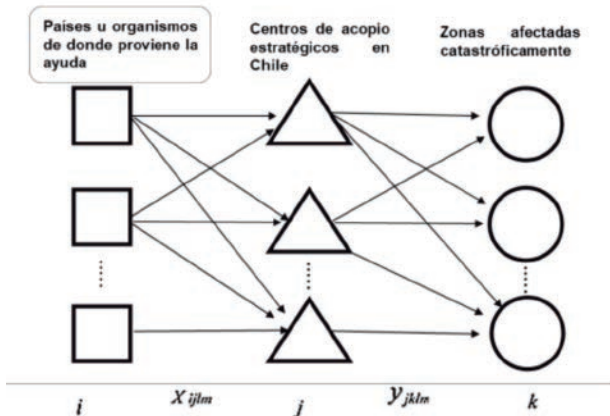 Países u organismos
de donde proviene la
ayuda
Centros de acopio
estratégicos en
Chile
Zonas afectadas
catastróficamente
i
x ijlm
j
y jklm
k